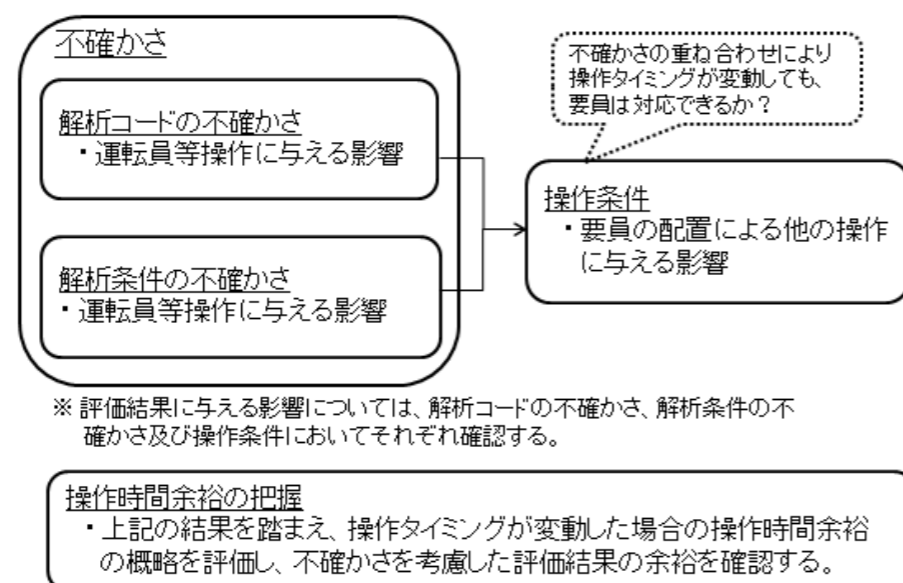 不確かさ
解析コードの不確かさ
・運転員等操作に与える影響
解析条件の不確かさ
・運転員等操作に与える影響
不確かさの重ね合わせにより
操作タイミングが変動しても、
要員は対応できるか？
操作条件
・要員の配置による他の操作
に与える影響
※ 評価結果に与える影響については、解析コードの不確かさ、解析条件の不
確かさ及び操作条件においてそれぞれ確認する。
操作時間余裕の把握
・上記の結果を踏まえ、操作タイミングが変動した場合の操作時間余裕
の概略を評価し、不確かさを考慮した評価結果の余裕を確認する。